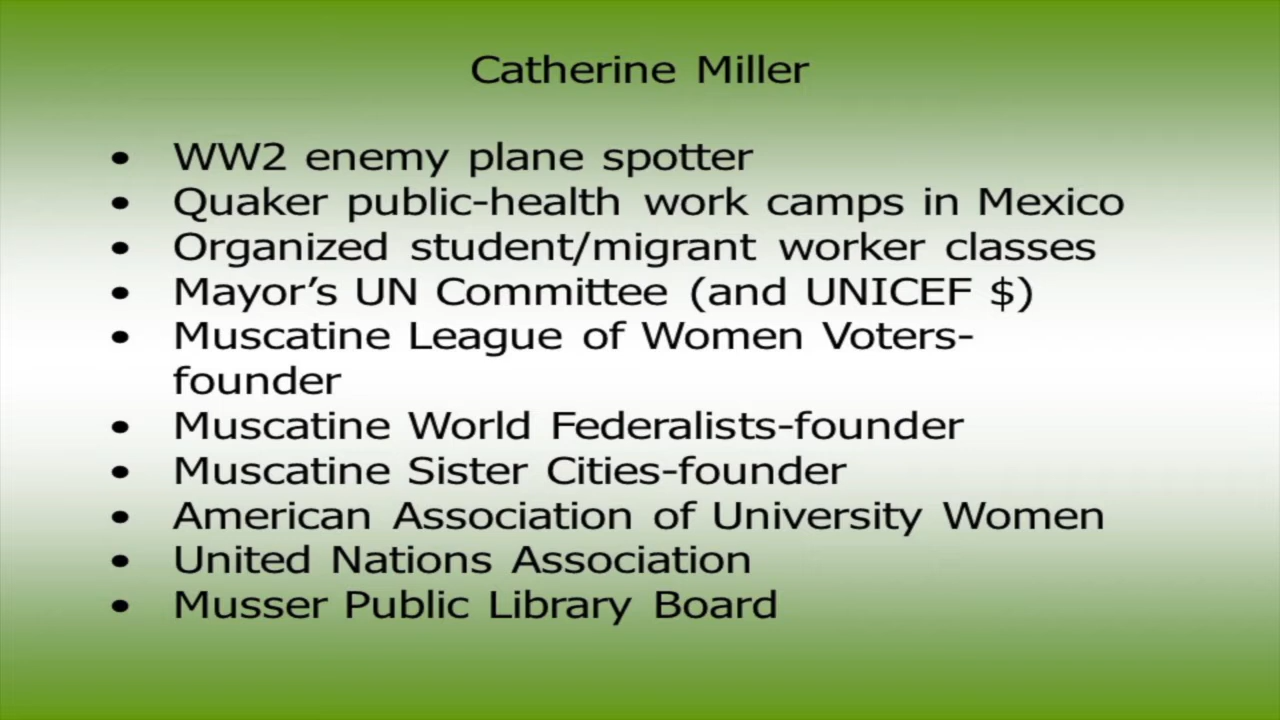 Catherine Miller
• WW2 enemy plane spotter
• Quaker public-health work camps in Mexico
• Organized student/migrant worker classes
• Mayor’s UN Committee (and UNICEF $)
• Muscatine League of Women Voters-
founder
• Muscatine World Federalists-founder
• Muscatine Sister Cities-founder
• American Association of University Women
• United Nations Association
• Musser Public Library Board